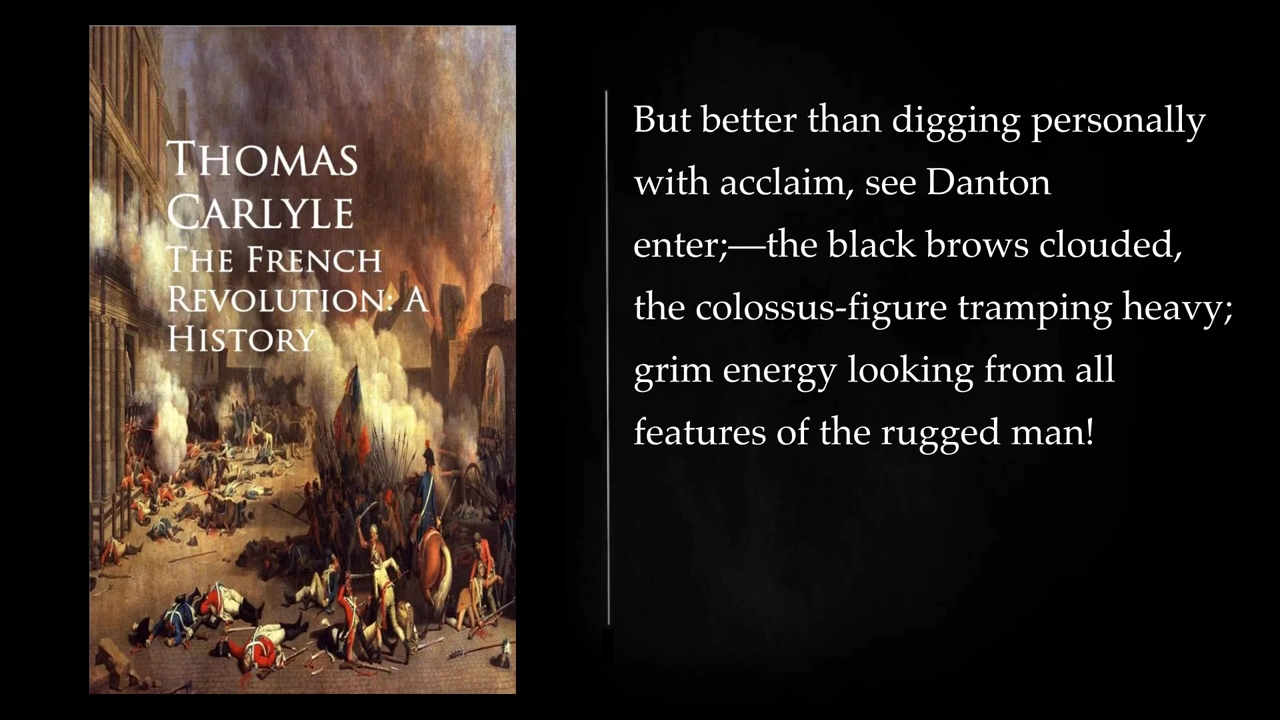 THOMAS
CARLYLE
THE FRENCH
REVOLUTION: A
HISTORY
But better than digging personally
with acclaim, see Danton
enter;—the black brows clouded,
the colossus-figure tramping heavy;
grim energy looking from all
features of the rugged man!